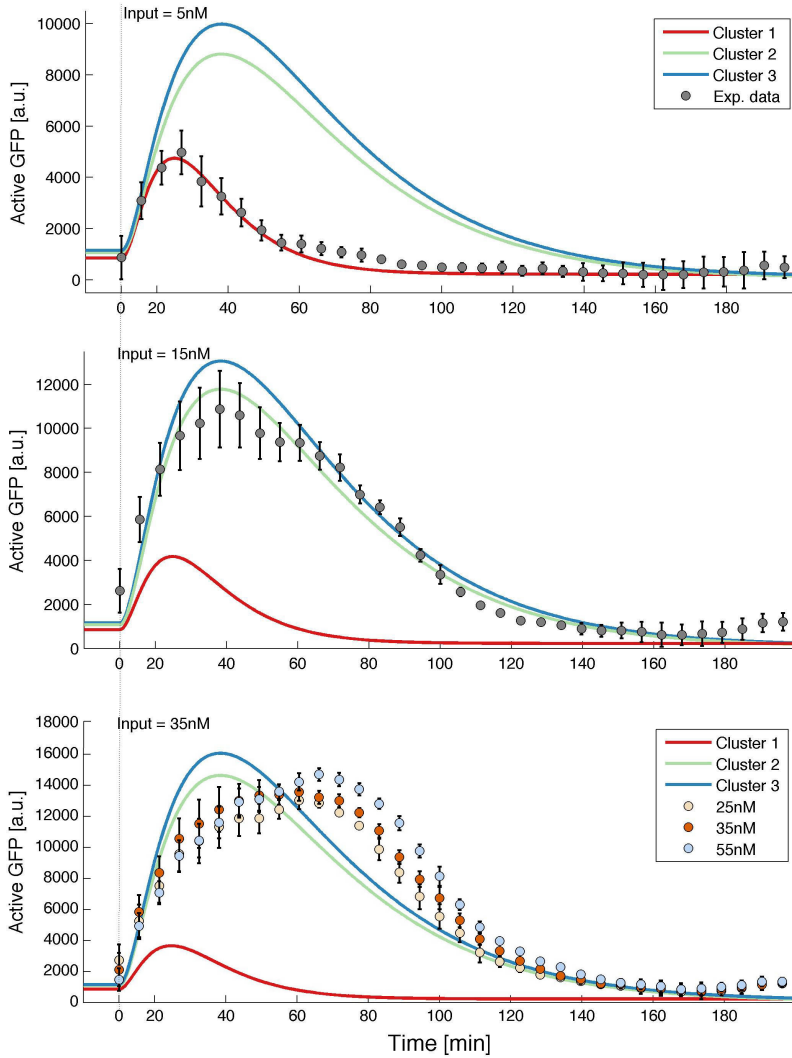 Input = 5nM
10000
8000
6000
4000
2000
0
Active GFP [a.u.]
Cluster 1
Cluster 2
Cluster 3
Exp. data
0 20 40 60 80 100 120 140 160 180
Input = 15nM
12000
10000
8000
6000
4000
2000
0
Active GFP [a.u.]
0 20 40 60 80 100 120 140 160 180
Input = 35nM
18000
16000
14000
12000
10000
8000
6000
4000
2000
0
Active GFP [a.u.]
Cluster 1
Cluster 2
Cluster 3
25nM
35nM
55nM
0 20 40 60 80 100 120 140 160 180
Time [min]